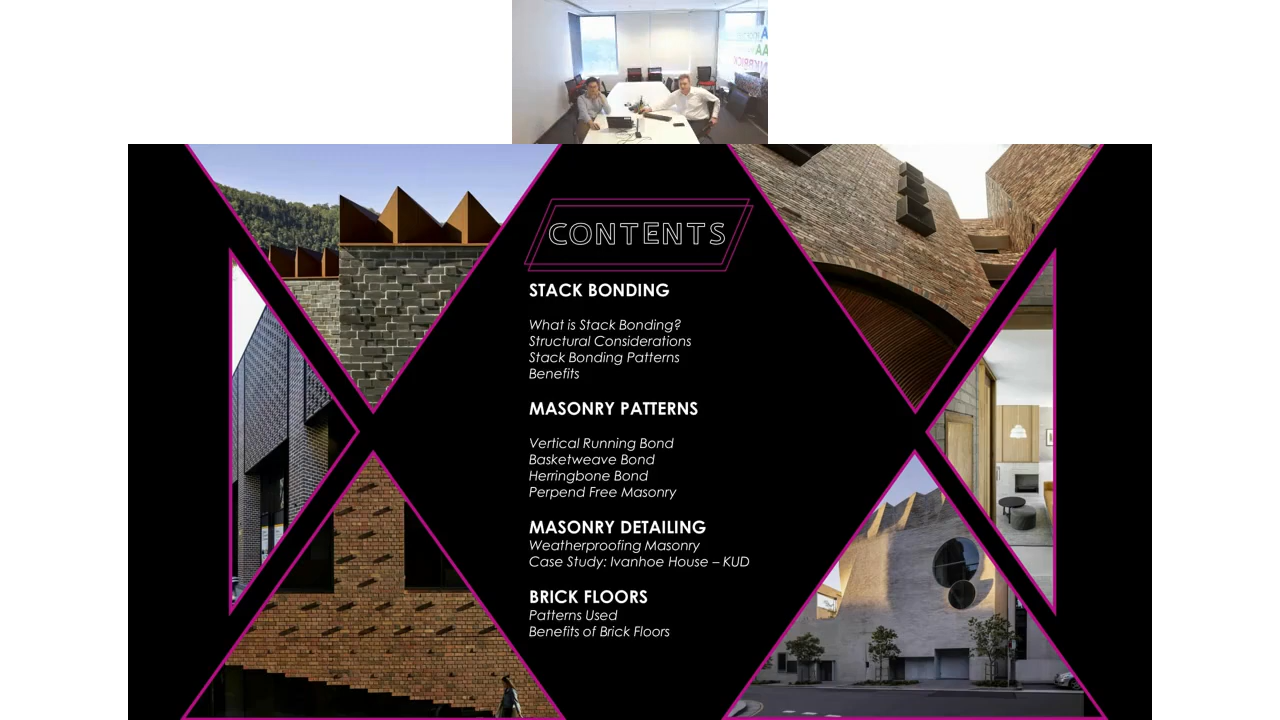 CONTENTS
STACK BONDING
What is Stack Bonding?
Structural Considerations
Stack Bonding Patterns
Benefits
MASONRY PATTERNS
Vertical Running Bond
Basketweave Bond
Herringbone Bond
Perpend Free Masonry
MASONRY DETAILING
Weatherproofing Masonry
Case Study: Ivanhoe House – KUD
BRICK FLOORS
Patterns Used
Benefits of Brick Floors